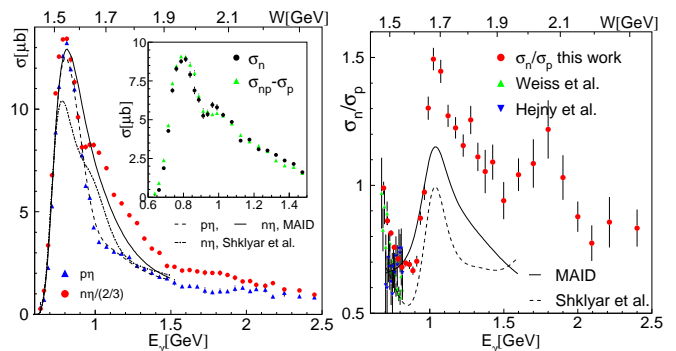 1.5 1.7 1.9 2.1 W[GeV]
σ[μb]
10
5
0
1 1.5 2 2.5
E_γ[GeV]
σ[μb]
10
7.5
5
2.5
0
0.6 0.8 1 1.2 1.4
σ_n
σ_np-σ_p
pη, nη, MAID
nη, Shklyar et al.
pη
nη/(2/3)
1.5 1.7 1.9 2.1 W[GeV]
σ_n/σ_p
1.5
1
0.5
0.5 1 1.5 2 2.5
E_γ[GeV]
σ_n/σ_p this work
Weiss et al.
Hejny et al.
MAID
Shklyar et al.